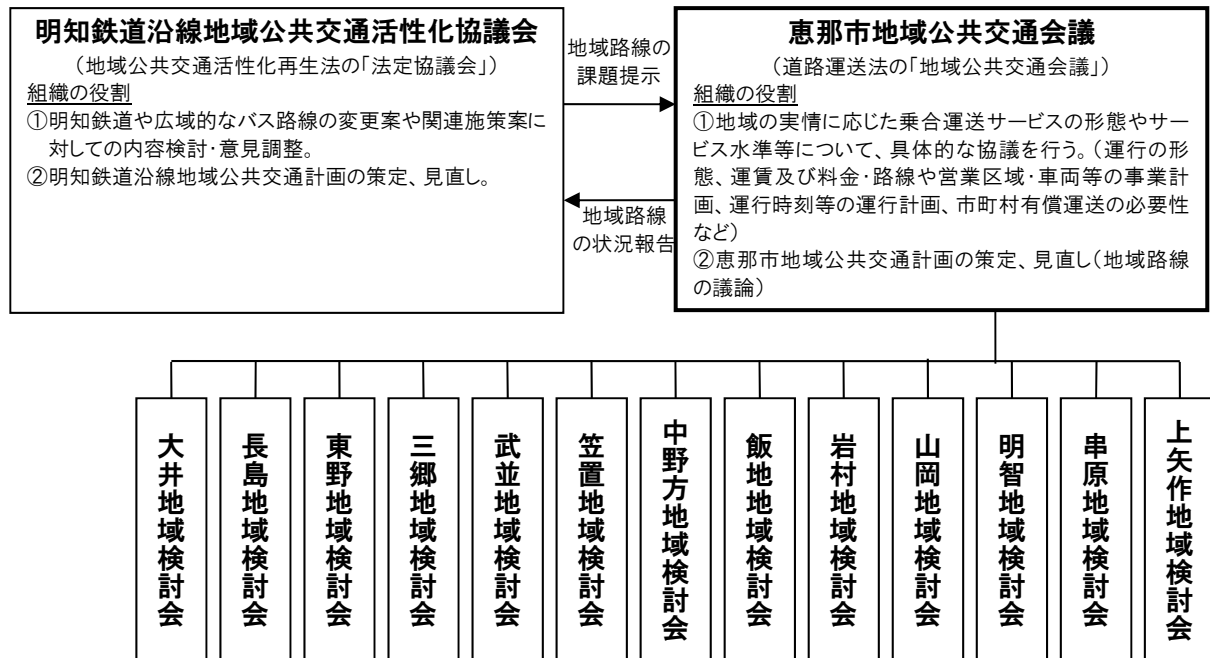 明知鉄道沿線地域公共交通活性化協議会
（地域公共交通活性化再生法の「法定協議会」）
組織の役割
①明知鉄道や広域的なバス路線の変更案や関連施策案に
対しての内容検討・意見調整。
②明知鉄道沿線地域公共交通計画の策定、見直し。
地域路線の
課題提示
地域路線
の状況報告
恵那市地域公共交通会議
（道路運送法の「地域公共交通会議」）
組織の役割
①地域の実情に応じた乗合運送サービスの形態やサー
ビス水準等について、具体的な協議を行う。（運行の形
態、運賃及び料金・路線や営業区域・車両等の事業計
画、運行時刻等の運行計画、市町村有償運送の必要性
など）
②恵那市地域公共交通計画の策定、見直し（地域路線
の議論）
大井地域検討会
長島地域検討会
東野地域検討会
三郷地域検討会
武並地域検討会
笠置地域検討会
中野方地域検討会
飯地地域検討会
岩村地域検討会
山岡地域検討会
明智地域検討会
串原地域検討会
上矢作地域検討会